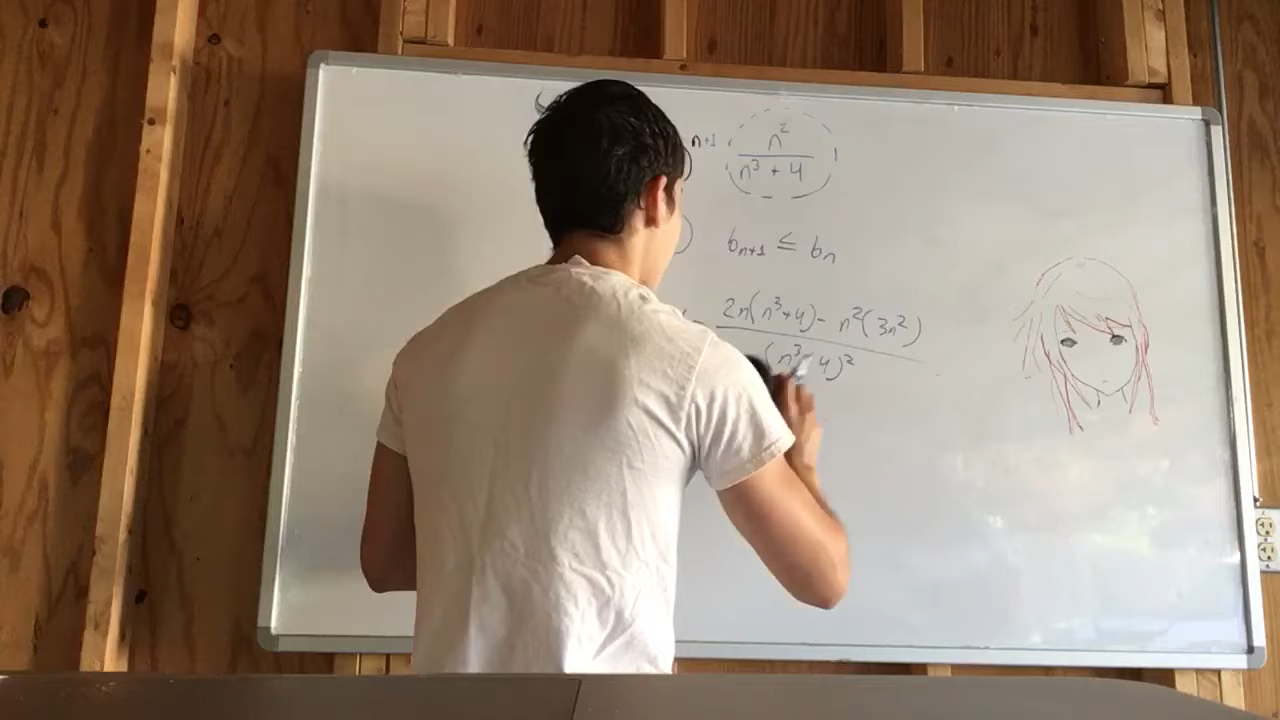 n+1 n²
n³ + 4
bn+1 ≤ bn
2n(n³+4) - n²(3n²)
(n³ 4)²